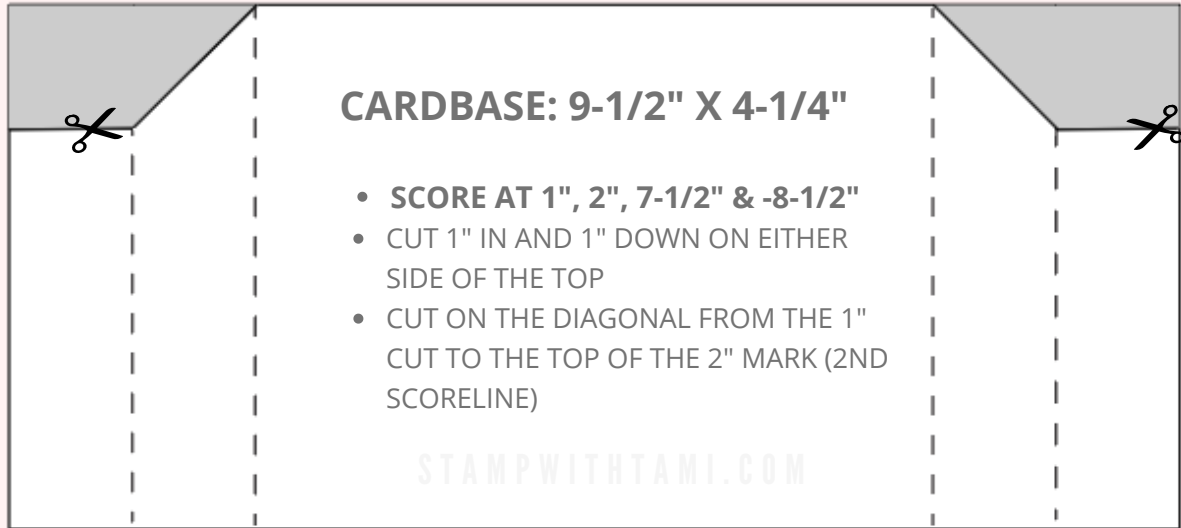 CARDBASE: 9-1/2" X 4-1/4"
• SCORE AT 1", 2", 7-1/2" & -8-1/2"
• CUT 1" IN AND 1" DOWN ON EITHER
SIDE OF THE TOP
• CUT ON THE DIAGONAL FROM THE 1"
CUT TO THE TOP OF THE 2" MARK (2ND
SCORELINE)
STAMPWITHTAMI.COM